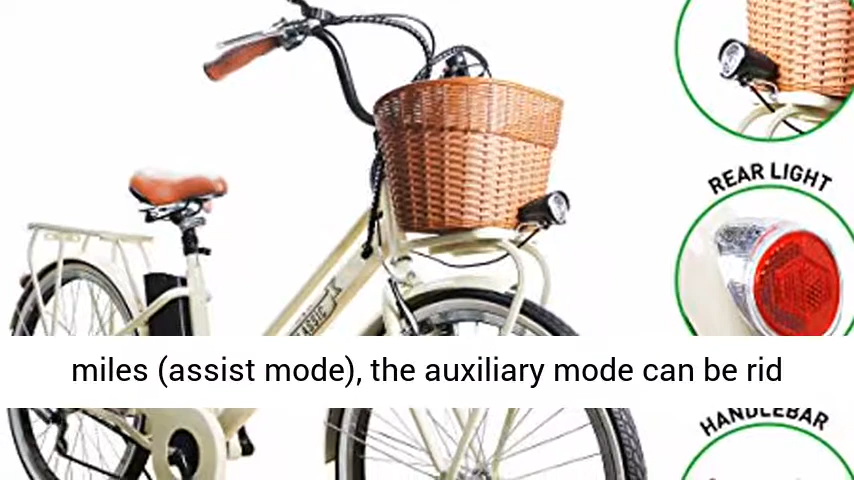 REAR LIGHT
miles (assist mode), the auxiliary mode can be rid
HANDLEBAR